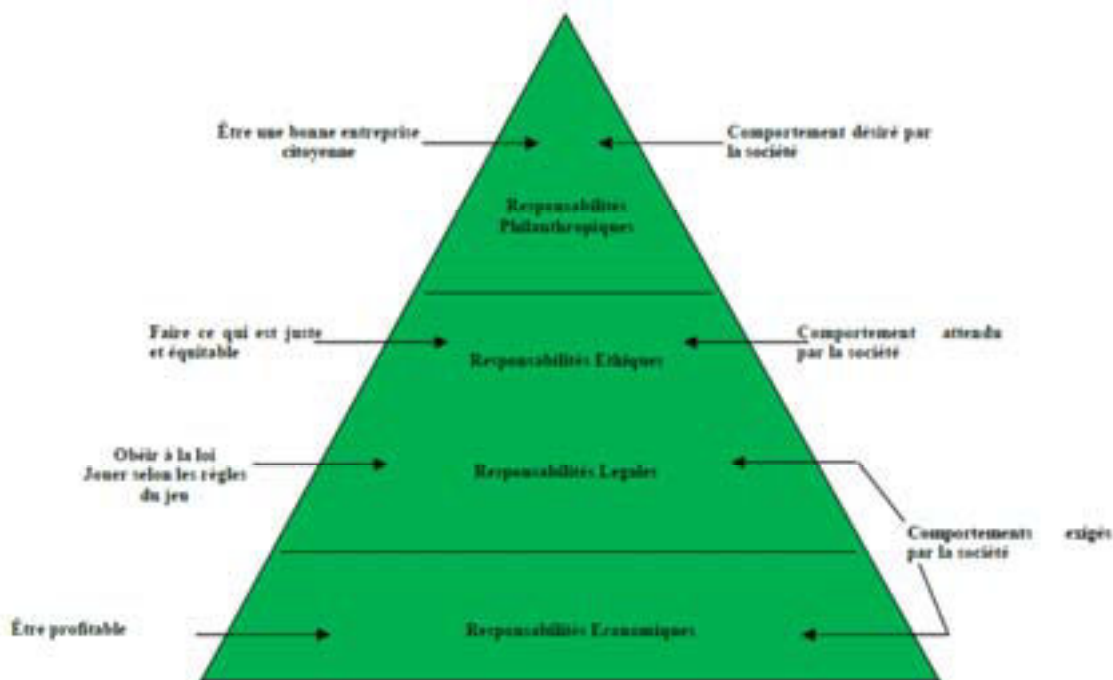 Être une bonne entreprise
citoyenne
Comportement désiré par
la société
Responsabilités
Philanthropiques
Faire ce qui est juste
et équitable
Comportement attendu
par la société
Responsabilités Ethiques
Obéir à la loi
Jouer selon les règles
du jeu
Responsabilités Legales
Comportements exigés
par la société
Être profitable
Responsabilités Economiques